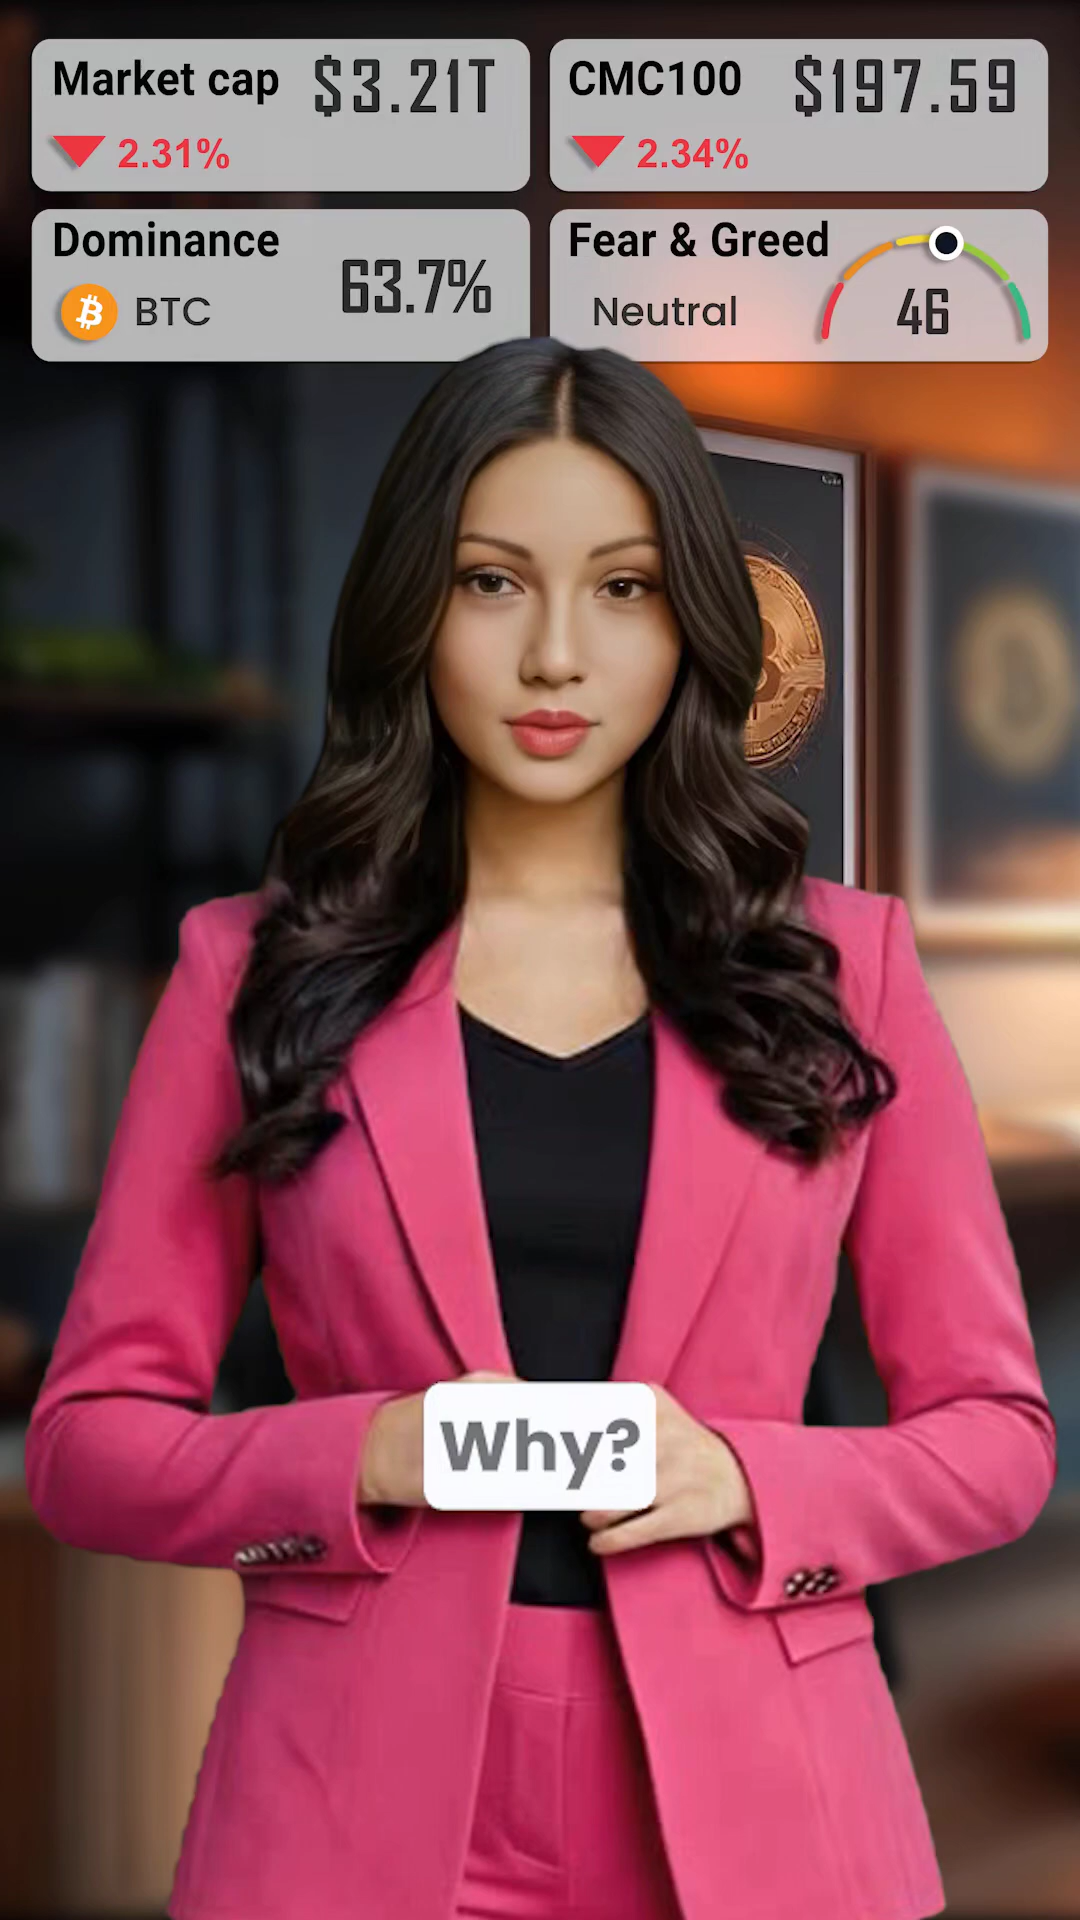 Market cap $3.21T
2.31%
CMC100 $197.59
2.34%
Dominance
BTC 63.7%
Fear & Greed
Neutral 46
Why?